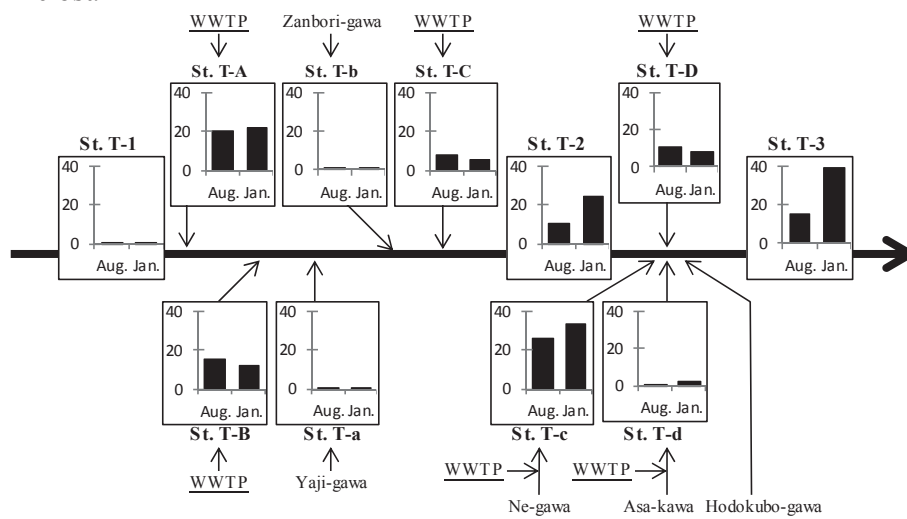 WWTP Zanbori-gawa WWTP WWTP
St. T-A St. T-b St. T-C St. T-D
40 40 40 40
20 20 20 20
0 0 0 0
Aug. Jan. Aug. Jan. Aug. Jan. Aug. Jan.
St. T-1 St. T-2 St. T-3
40 40 40
20 20 20
0 0 0
Aug. Jan. Aug. Jan. Aug. Jan.
40 40 40 40
20 20 20 20
0 0 0 0
Aug. Jan. Aug. Jan. Aug. Jan. Aug. Jan.
St. T-B St. T-a St. T-c St. T-d
WWTP Yaji-gawa WWTP WWTP
Ne-gawa Asa-kawa Hodokubo-gawa